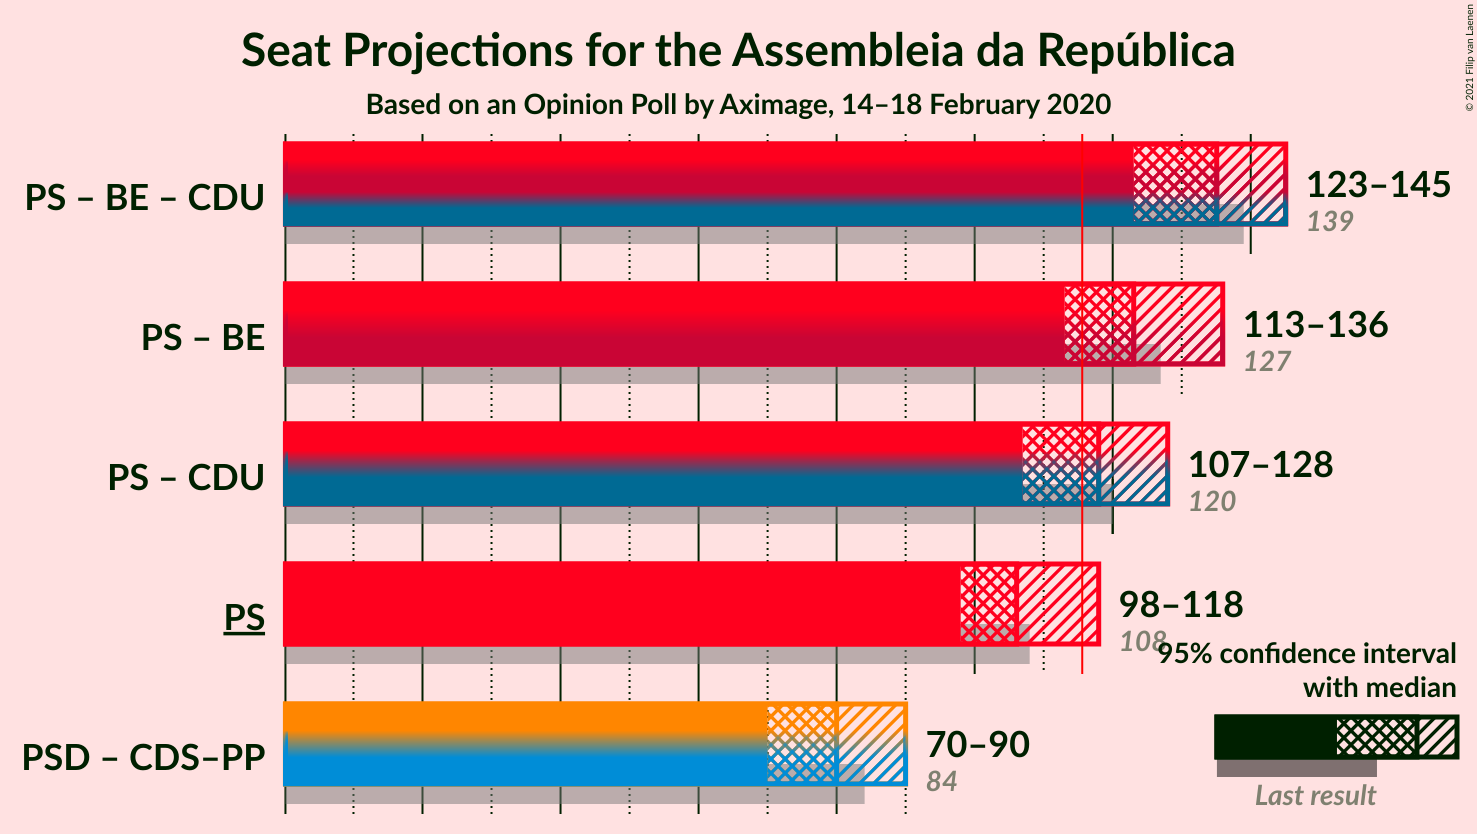 Seat Projections for the Assembleia da República
Based on an Opinion Poll by Aximage, 14–18 February 2020
© 2021 Filip van Laenen
PS – BE – CDU
123–145
139
PS – BE
113–136
127
PS – CDU
107–128
120
PS
98–118
108
PSD – CDS–PP
70–90
84
95% confidence interval
with median
Last result